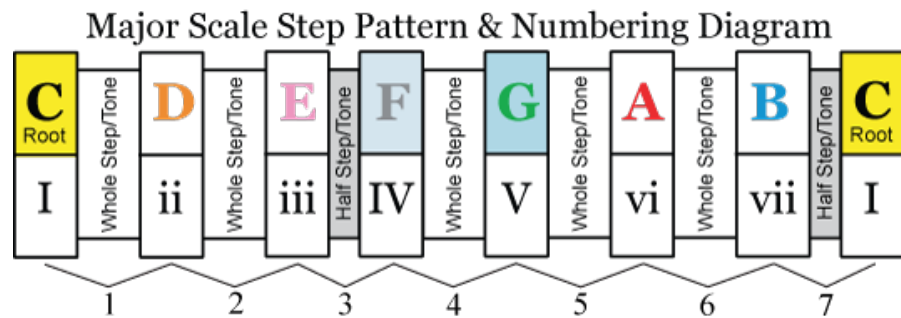 Major Scale Step Pattern & Numbering Diagram
C D E F G A B C
Root Root
Whole Step/Tone Whole Step/Tone Half Step/Tone Whole Step/Tone Whole Step/Tone Whole Step/Tone Half Step/Tone
I ii iii IV V vi vii I
1 2 3 4 5 6 7